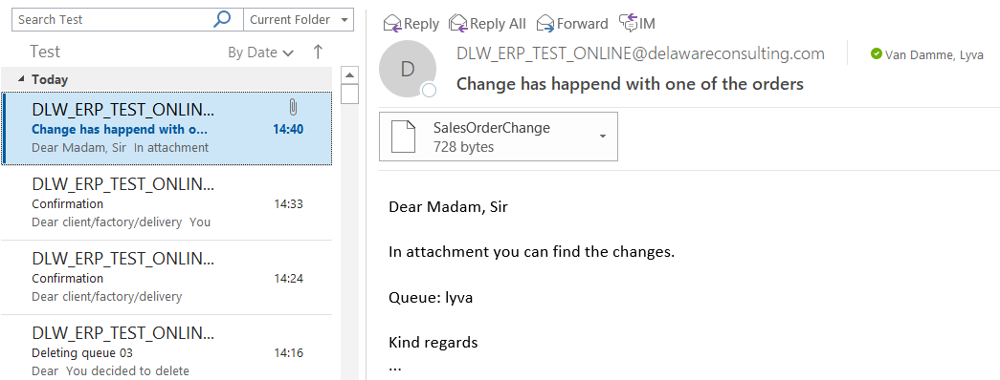 Search Test
Current Folder
Test
By Date
Today
DLW_ERP_TEST_ONLIN...
Change has happend with o...
14:40
Dear Madam, Sir In attachment
DLW_ERP_TEST_ONLIN...
Confirmation
14:33
Dear client/factory/delivery You
DLW_ERP_TEST_ONLIN...
Confirmation
14:24
Dear client/factory/delivery
DLW_ERP_TEST_ONLIN...
Deleting queue 03
14:16
Dear You decided to delete
Reply
Reply All
Forward
IM
D
DLW_ERP_TEST_ONLINE@delawareconsulting.com
Van Damme, Lyva
Change has happend with one of the orders
SalesOrderChange
728 bytes
Dear Madam, Sir
In attachment you can find the changes.
Queue: lyva
Kind regards
...